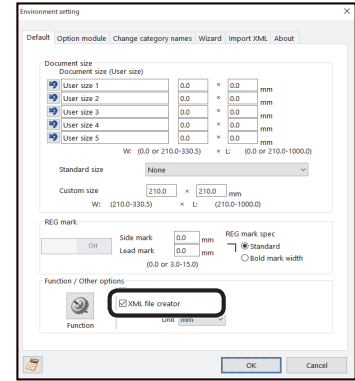 Environment setting
Default Option module Change category names Wizard Import XML About
Document size
Document size (User size)
User size 1 0.0 × 0.0 mm
User size 2 0.0 × 0.0 mm
User size 3 0.0 × 0.0 mm
User size 4 0.0 × 0.0 mm
User size 5 0.0 × 0.0 mm
W: (0.0 or 210.0-330.5) × L: (0.0 or 210.0-1000.0)
Standard size None
Custom size 210.0 × 210.0 mm
W: (210.0-330.5) × L: (210.0-1000.0)
REG mark
Off
Side mark 0.0 mm
Lead mark 0.0 mm
(0.0 or 3.0-15.0)
REG mark spec
Standard
Bold mark width
Function / Other options
Function
XML file creator
Unit mm
OK Cancel